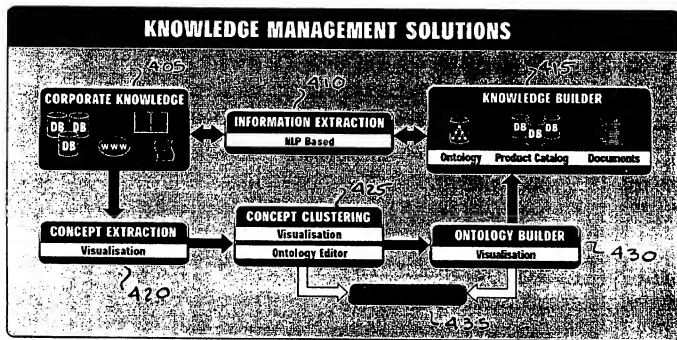 KNOWLEDGE MANAGEMENT SOLUTIONS
405
410
415
CORPORATE KNOWLEDGE
DB DB
DB
www
INFORMATION EXTRACTION
NLP Based
KNOWLEDGE BUILDER
DB DB
DB
Ontology Product Catalog Documents
425
CONCEPT EXTRACTION
Visualisation
420
CONCEPT CLUSTERING
Visualisation
Ontology Editor
ONTOLOGY BUILDER
Visualisation
430
435